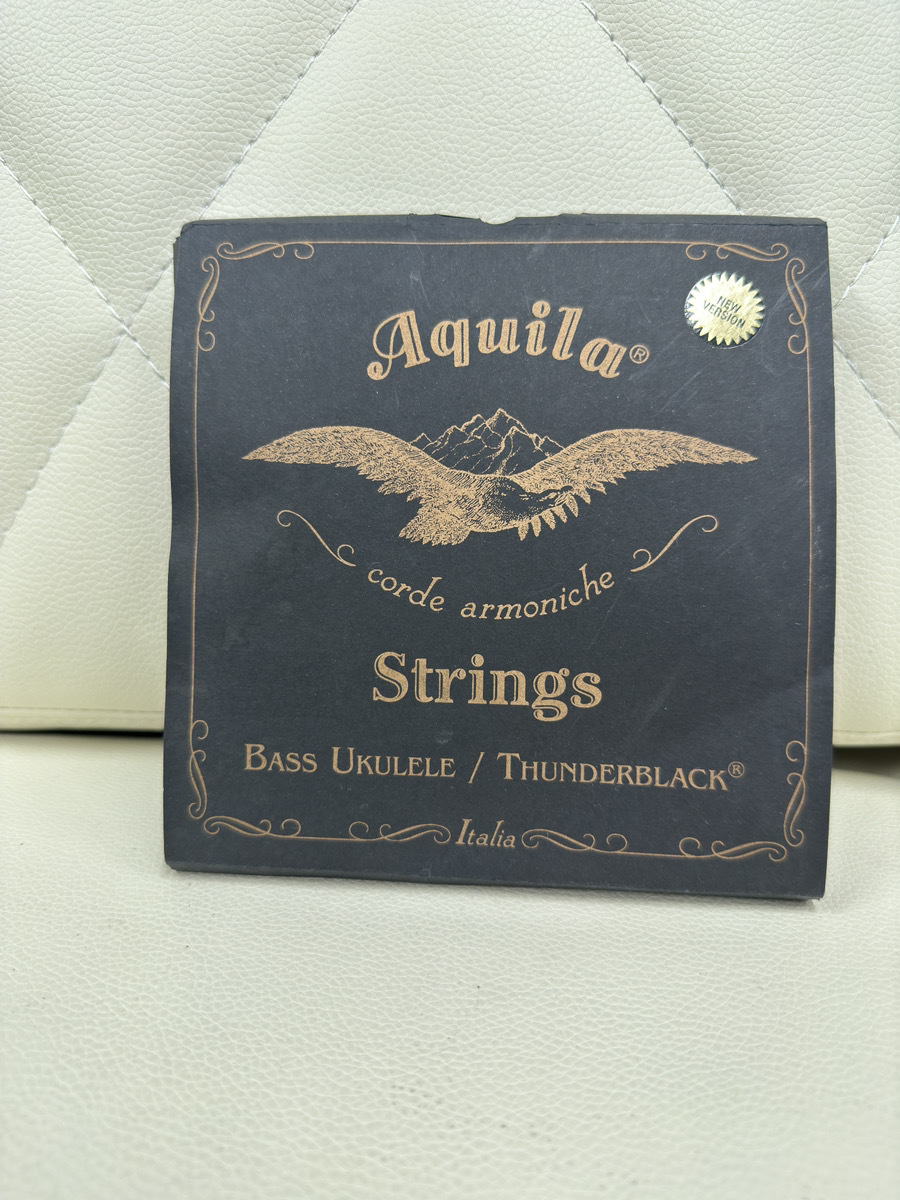 Aquila®
NEW
VERSION
corde armoniche
Strings
BASS UKULELE / THUNDERBLACK®
Italia